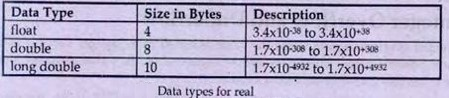 Data Type Size in Bytes Description
float 4 3.4x10-38 to 3.4x10+38
double 8 1.7x10-308 to 1.7x10+308
long double 10 1.7x10-4932 to 1.7x10+4932
Data types for real